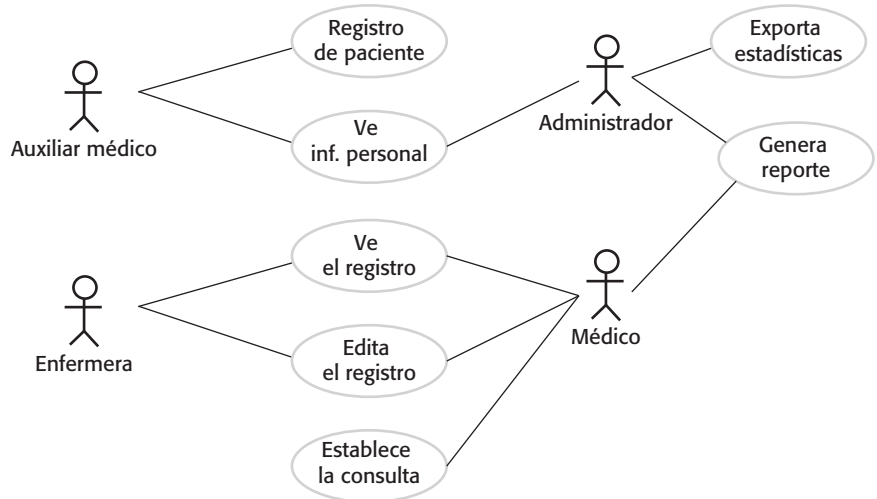 Registro
de paciente
Exporta
estadísticas
Auxiliar médico
Ve
inf. personal
Administrador
Genera
reporte
Ve
el registro
Enfermera
Edita
el registro
Médico
Establece
la consulta